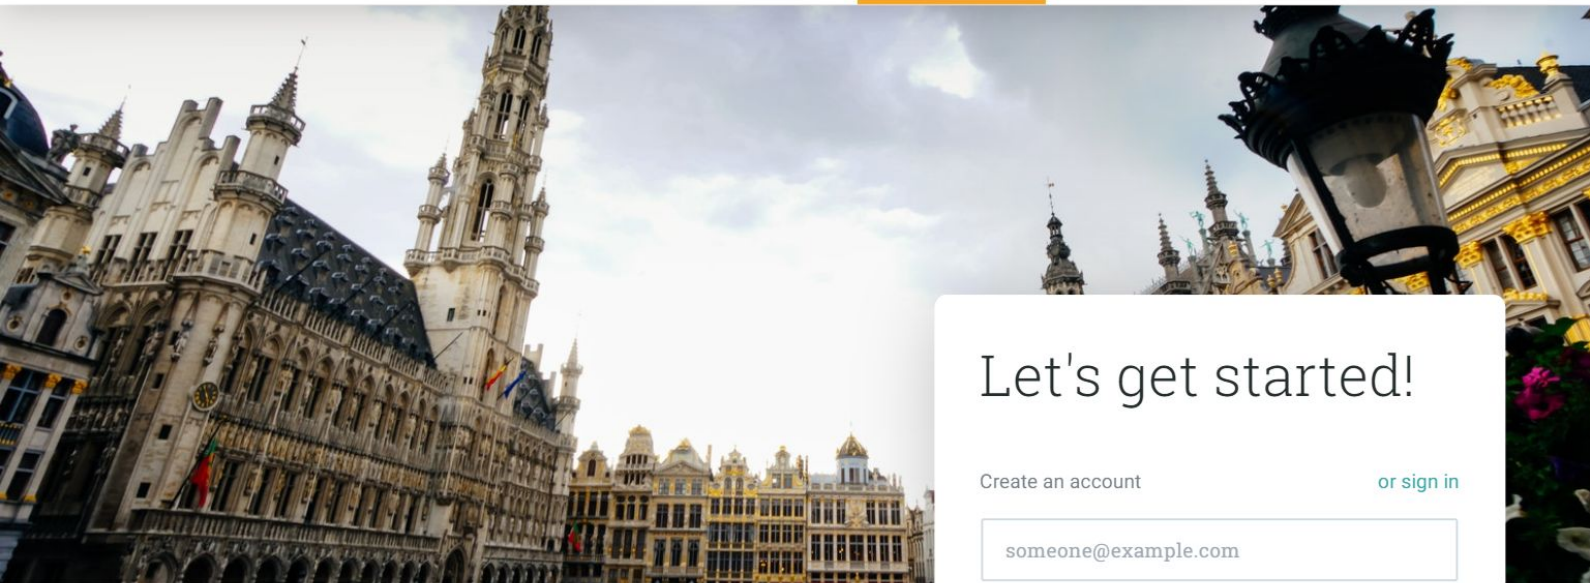 Let's get started!
Create an account
or sign in
someone@example.com